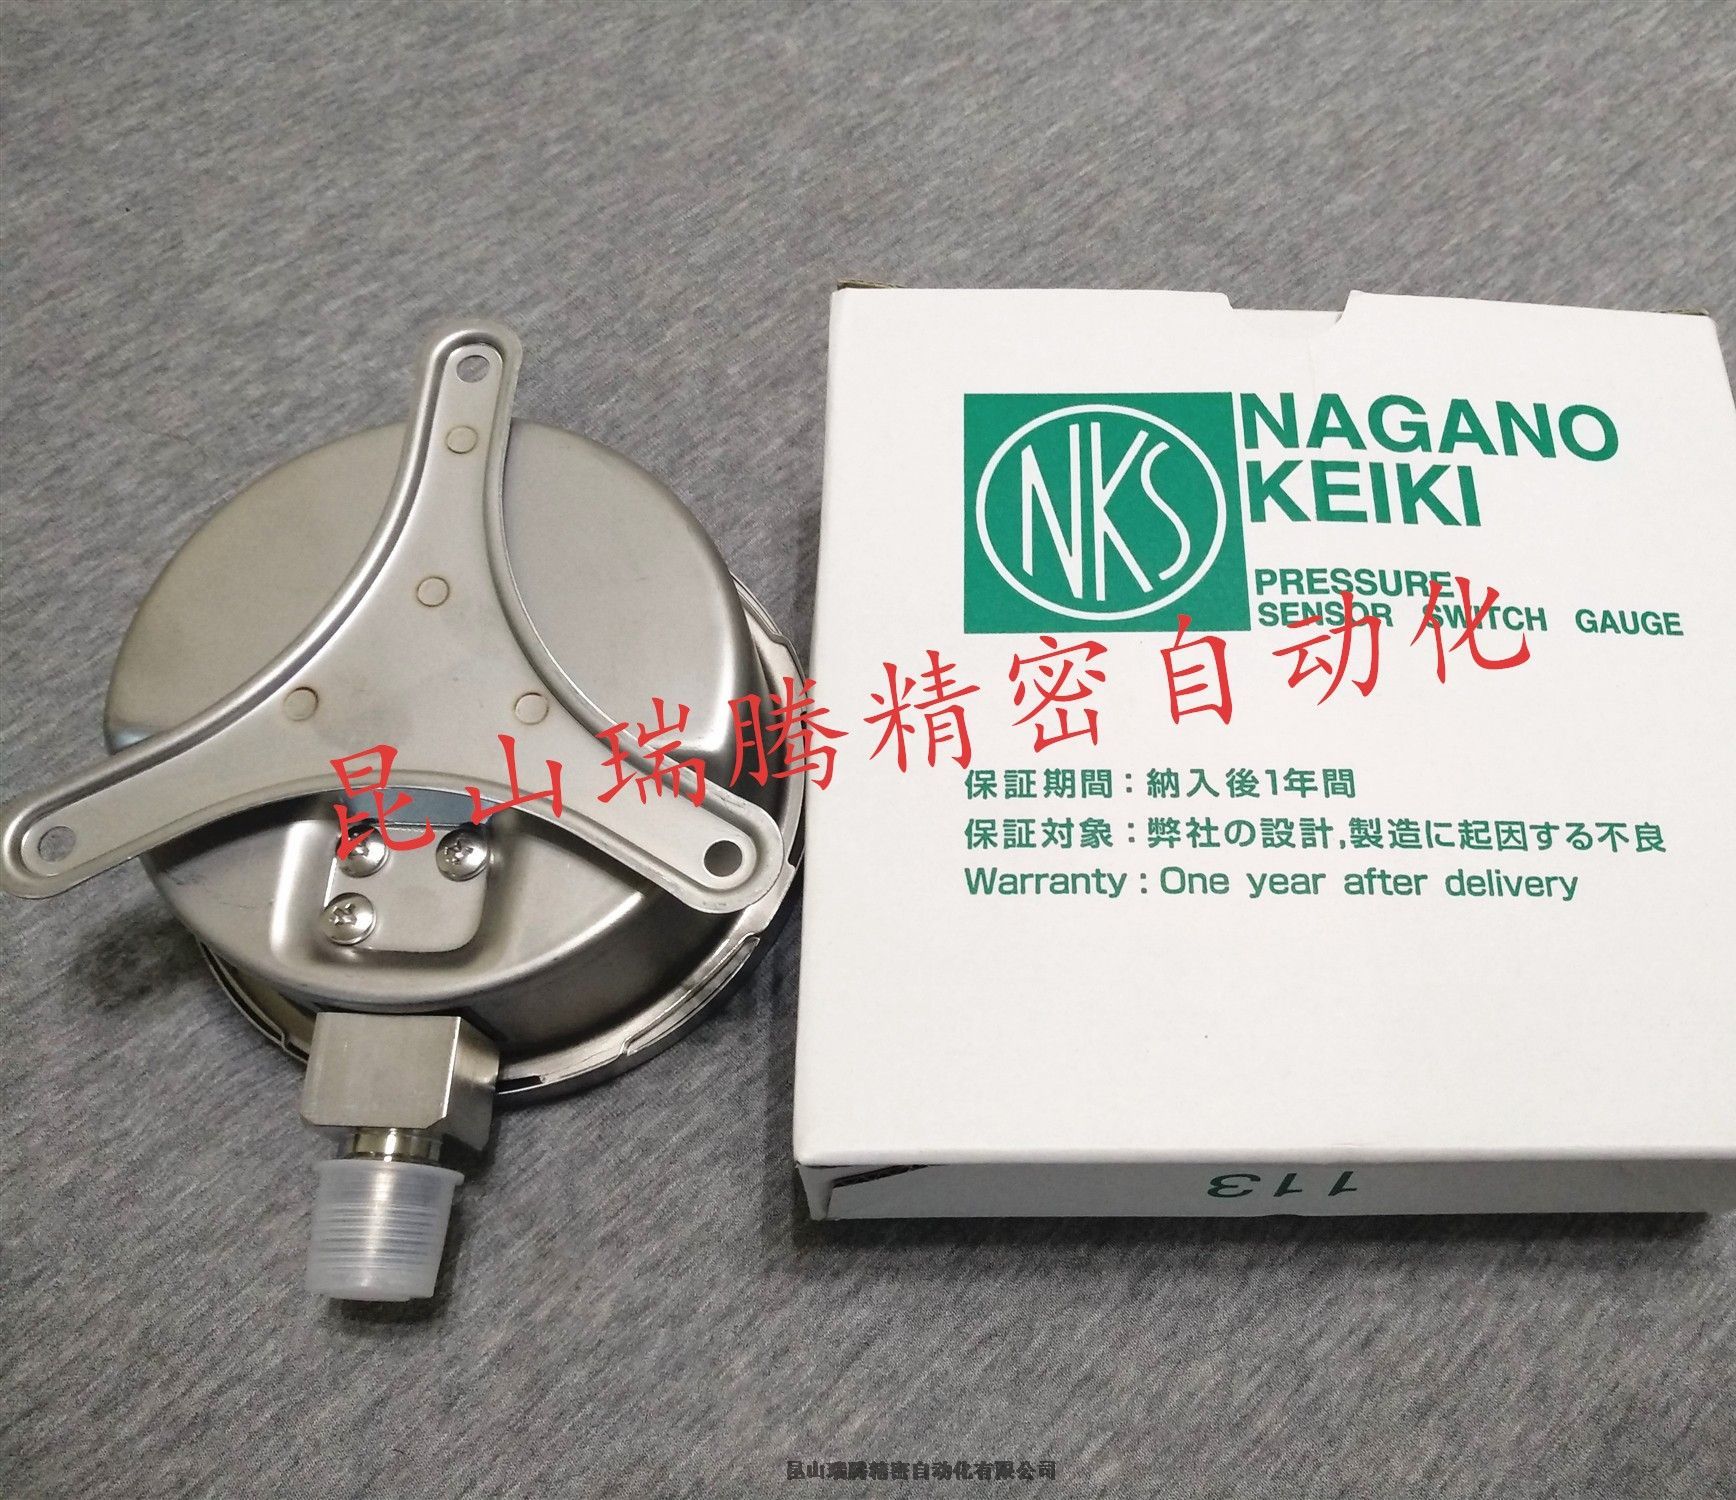 NKS
NAGANO
KEIKI
PRESSURE
SENSOR SWITCH GAUGE
昆山瑞腾精密自动化
保証期間：納入後1年間
保証対象：弊社の設計,製造に起因する不良
Warranty : One year after delivery
113
昆山瑞腾精密自动化有限公司